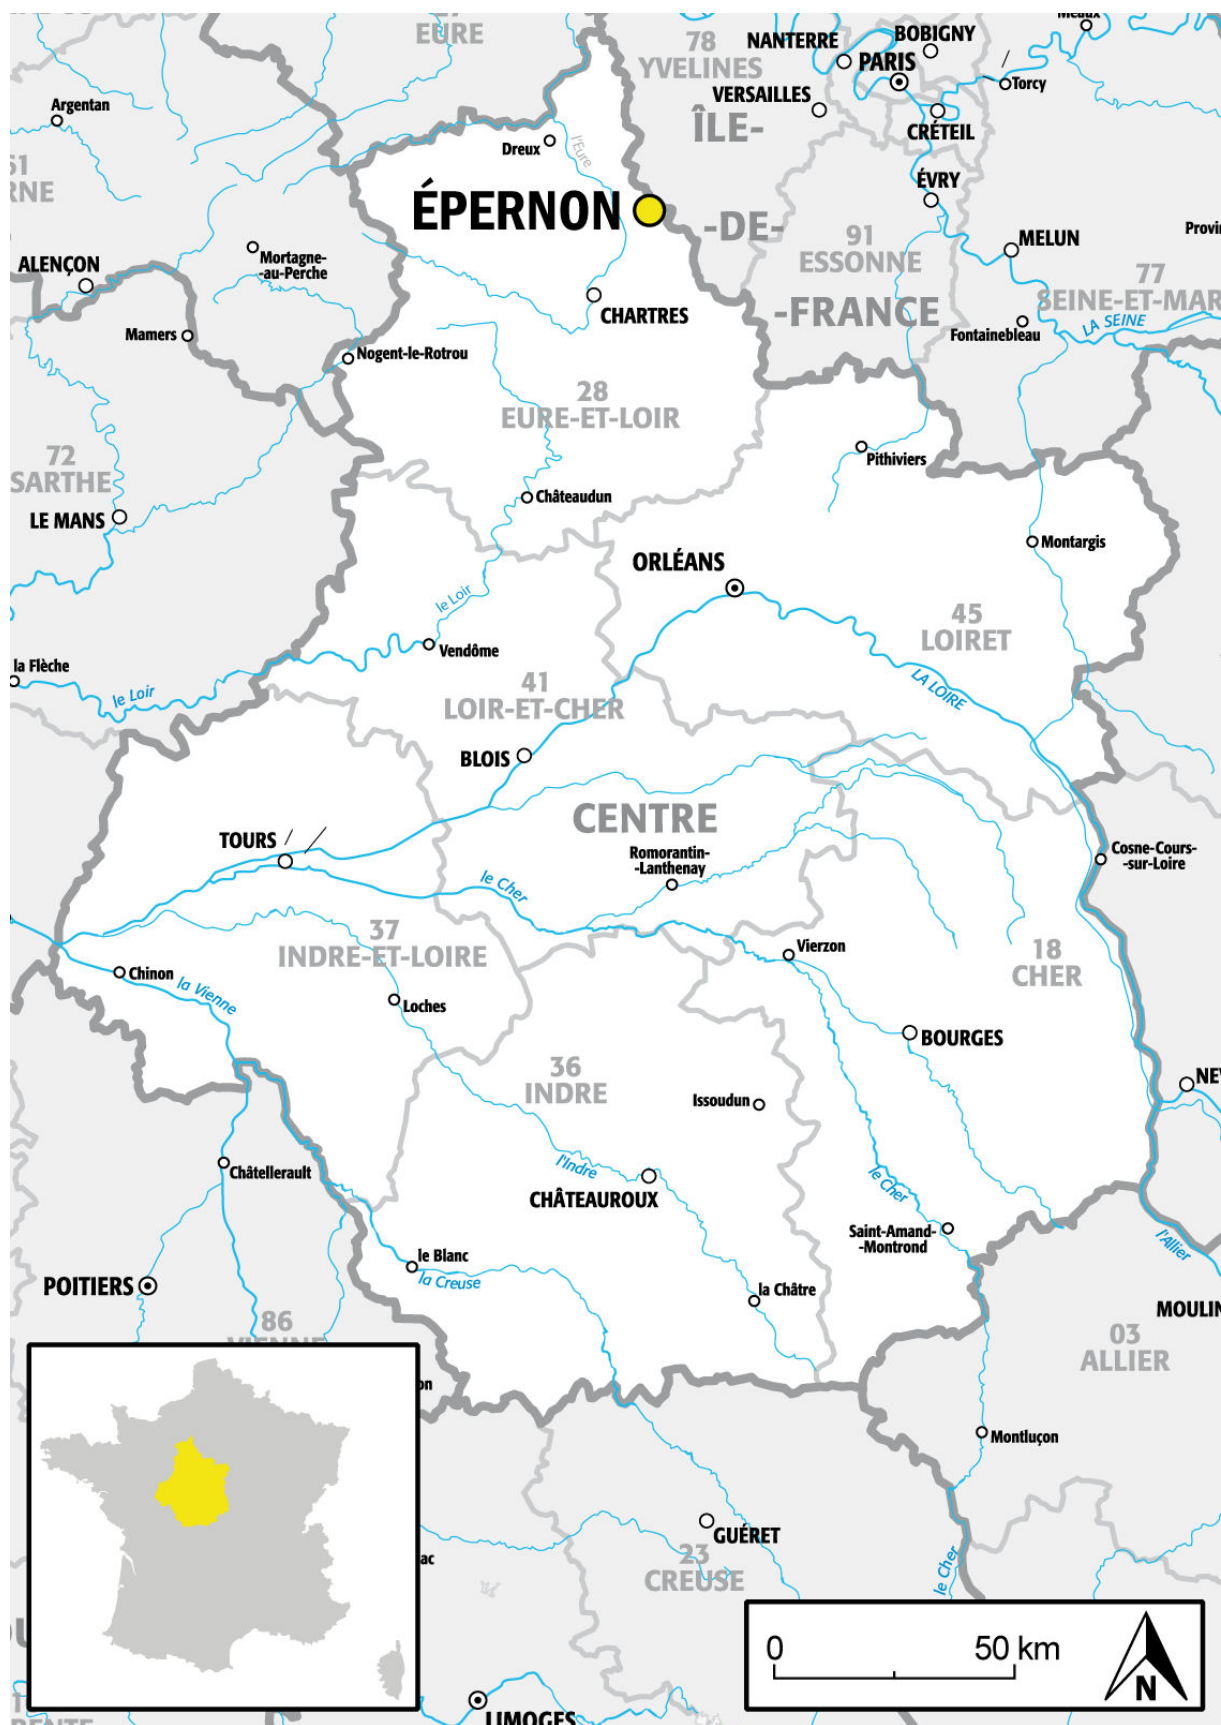 EURE
78
YVELINES
NANTERRE
BOBIGNY
PARIS
Torcy
VERSAILLES
CRÉTEIL
ÎLE-
Argentan
Dreux
l'Eure
ÉVRY
ÉPERNON
-DE-
91
ESSONNE
MELUN
Mortagne-
-au-Perche
ALENÇON
77
CHARTRES
-FRANCE
LA SEINE
Fontainebleau
Mamers
Nogent-le-Rotrou
28
EURE-ET-LOIR
72
SARTHE
Pithiviers
Châteaudun
LE MANS
Montargis
ORLÉANS
le Loir
45
LOIRET
Vendôme
la Flèche
le Loir
41
LOIR-ET-CHER
LA LOIRE
BLOIS
CENTRE
TOURS
Romorantin-
-Lanthenay
Cosne-Cours-
-sur-Loire
le Cher
37
INDRE-ET-LOIRE
Vierzon
18
CHER
Chinon
la Vienne
Loches
BOURGES
36
INDRE
Issoudun
l'Indre
Châtellerault
CHÂTEAUROUX
le Cher
Saint-Amand-
-Montrond
l'Allier
le Blanc
la Creuse
POITIERS
la Châtre
86
03
ALLIER
Montluçon
GUÉRET
23
CREUSE
le Cher
0
50 km
N
LIMOGES